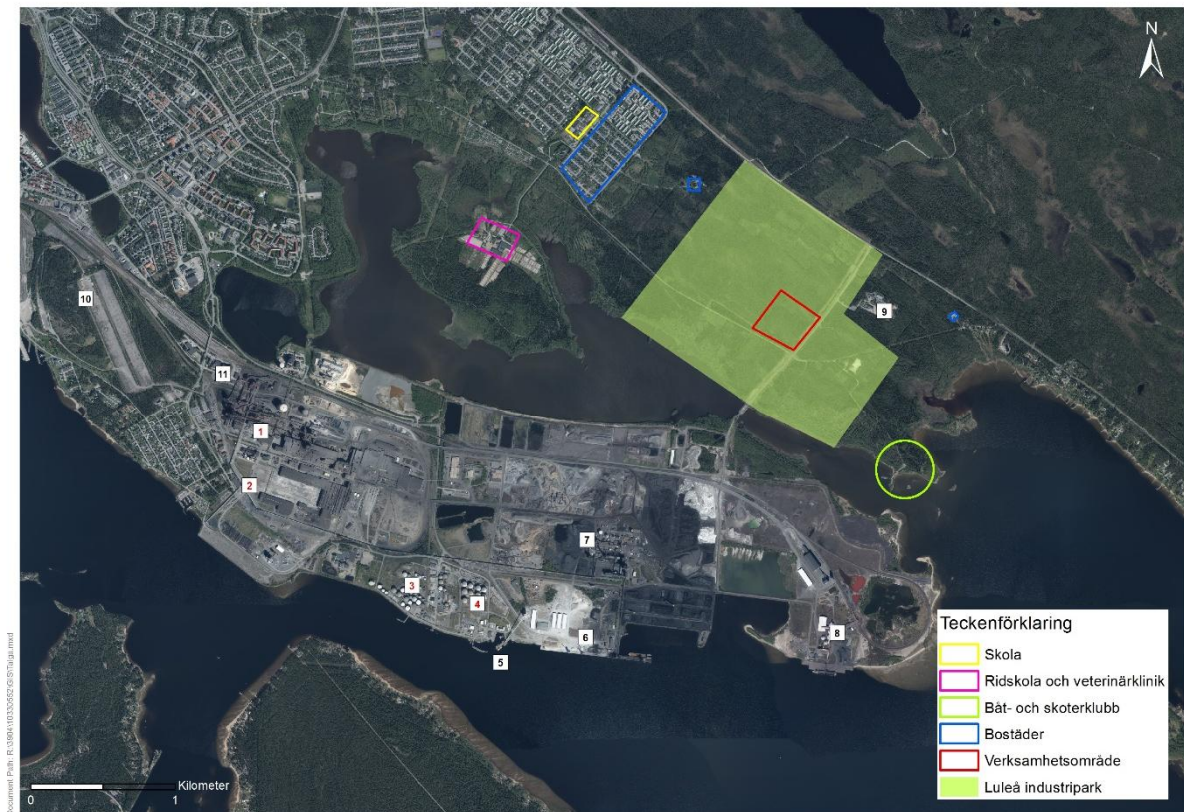 N
10
9
11
1
2
7
3
4
6
5
8
Teckenförklaring
Skola
Ridskola och veterinärklinik
Båt- och skoterklubb
Bostäder
Verksamhetsområde
Luleå industripark
Kilometer
0 1